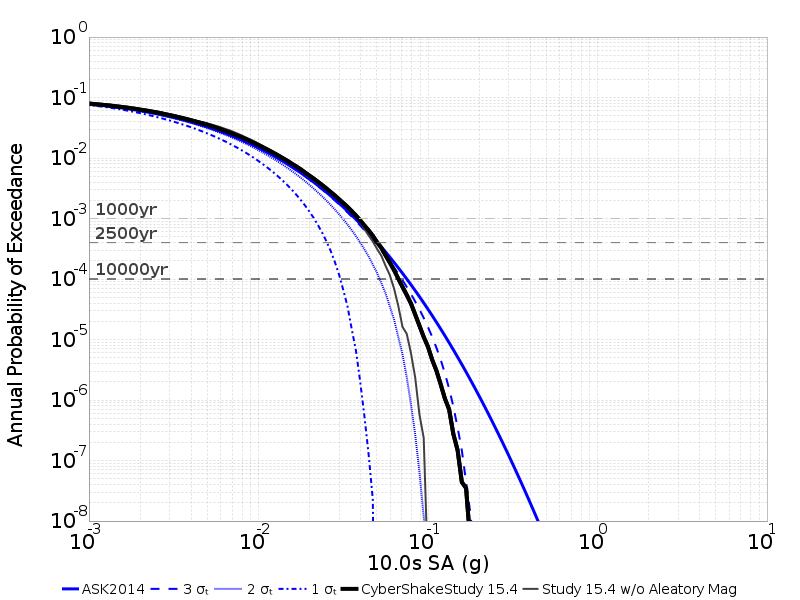 10^0
10^-1
10^-2
10^-3
10^-4
10^-5
10^-6
10^-7
10^-8
Annual Probability of Exceedance
1000yr
2500yr
10000yr
10^-3 10^-2 10^-1 10^0 10^1
10.0s SA (g)
ASK2014 3 σₜ 2 σₜ 1 σₜ CyberShakeStudy 15.4 Study 15.4 w/o Aleatory Mag